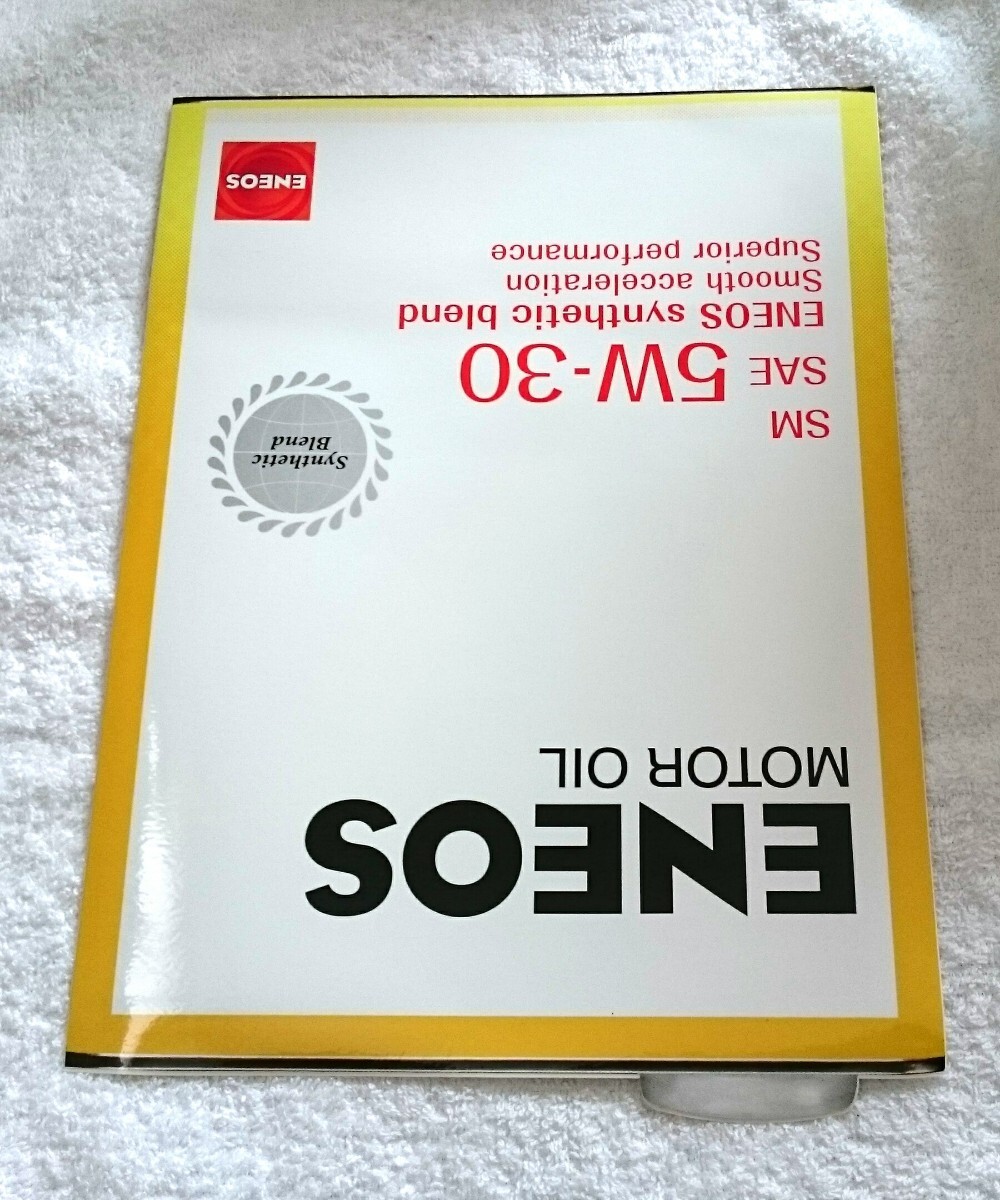 ENEOS
MOTOR OIL
SM
SAE 5W-30
ENEOS synthetic blend
Smooth acceleration
Superior performance
Synthetic
Blend
ENEOS